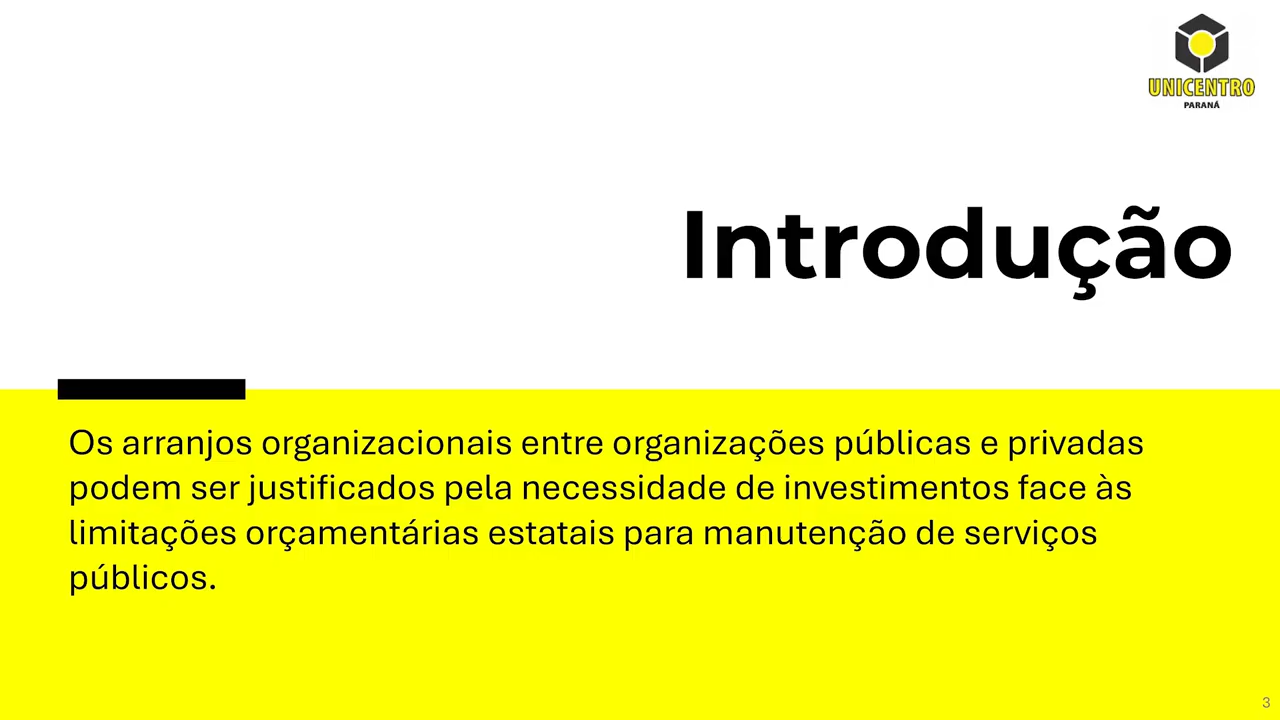 UNICENTRO
PARANÁ
Introdução
Os arranjos organizacionais entre organizações públicas e privadas
podem ser justificados pela necessidade de investimentos face às
limitações orçamentárias estatais para manutenção de serviços
públicos.
3